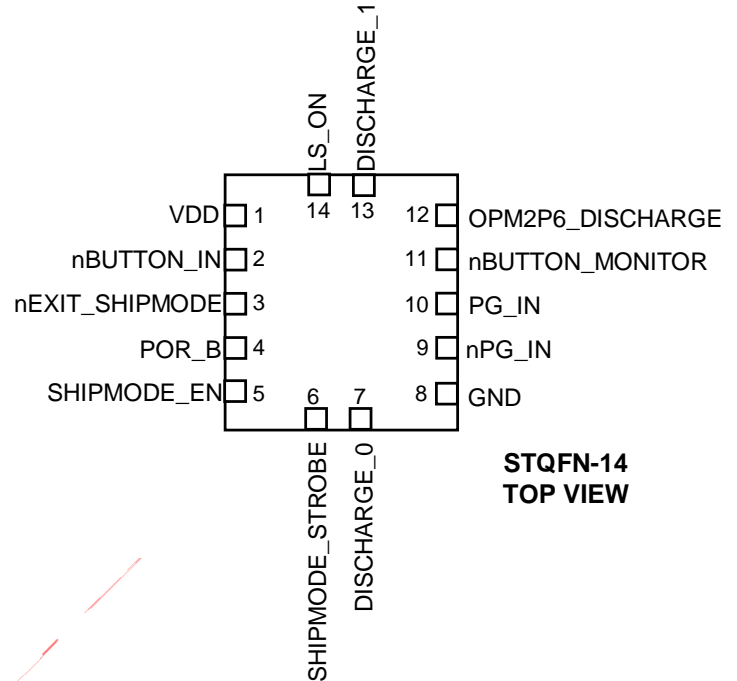 DISCHARGE_1
LS_ON
14
13
VDD
1
12
OPM2P6_DISCHARGE
nBUTTON_IN
2
11
nBUTTON_MONITOR
nEXIT_SHIPMODE
3
10
PG_IN
POR_B
4
9
nPG_IN
SHIPMODE_EN
5
8
GND
6
7
SHIPMODE_STROBE
DISCHARGE_0
STQFN-14
TOP VIEW